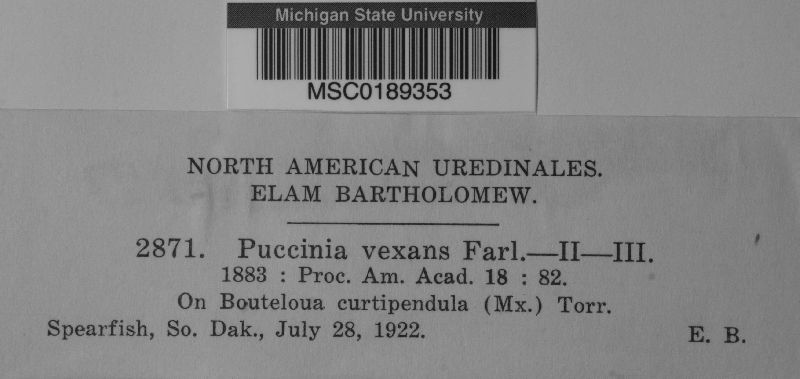 Michigan State University
MSC0189353
NORTH AMERICAN UREDINALES.
ELAM BARTHOLOMEW.
2871. Puccinia vexans Farl.—II—III.
1883 : Proc. Am. Acad. 18 : 82.
On Bouteloua curtipendula (Mx.) Torr.
Spearfish, So. Dak., July 28, 1922. E. B.